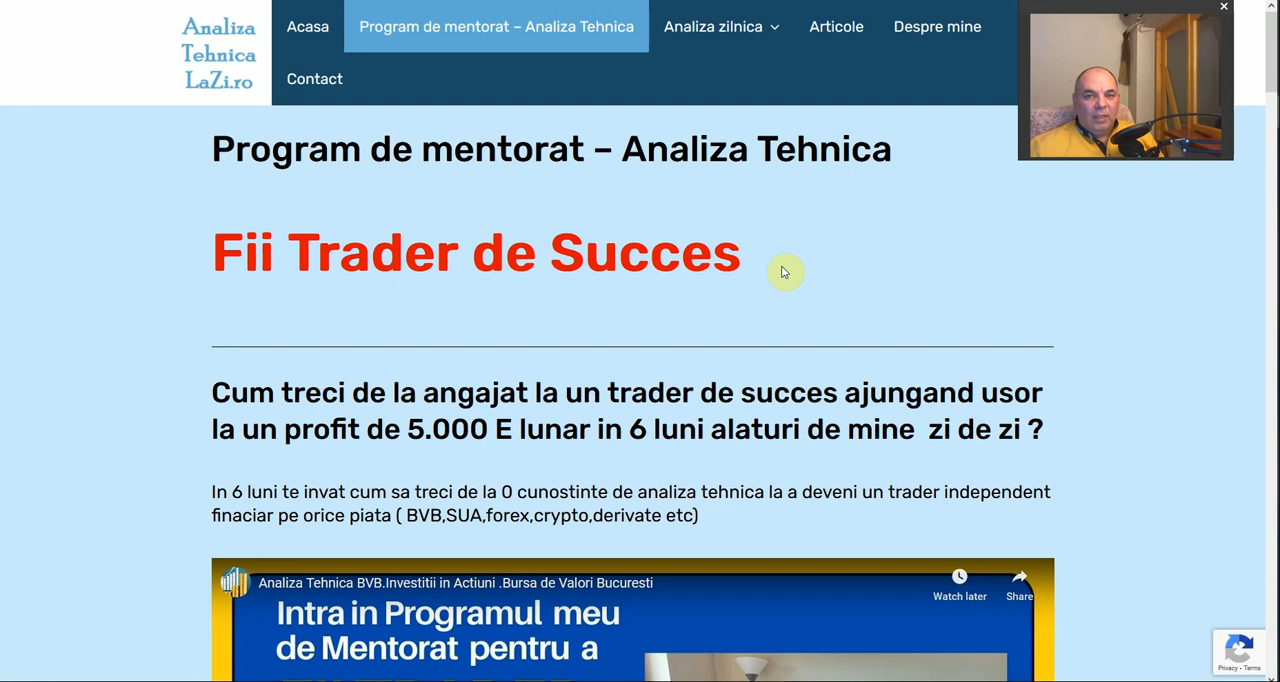 Analiza
Tehnica
LaZi.ro
Acasa
Program de mentorat – Analiza Tehnica
Analiza zilnica
Articole
Despre mine
Contact
Program de mentorat – Analiza Tehnica
Fii Trader de Succes
Cum treci de la angajat la un trader de succes ajungand usor
la un profit de 5.000 E lunar in 6 luni alaturi de mine zi de zi ?
In 6 luni te invat cum sa treci de la 0 cunostinte de analiza tehnica la a deveni un trader independent
finaciar pe orice piata ( BVB,SUA,forex,crypto,derivate etc)
Analiza Tehnica BVB.Investitii in Actiuni .Bursa de Valori Bucuresti
Watch later
Share
Intra in Programul meu
de Mentorat pentru a
Privacy - Terms